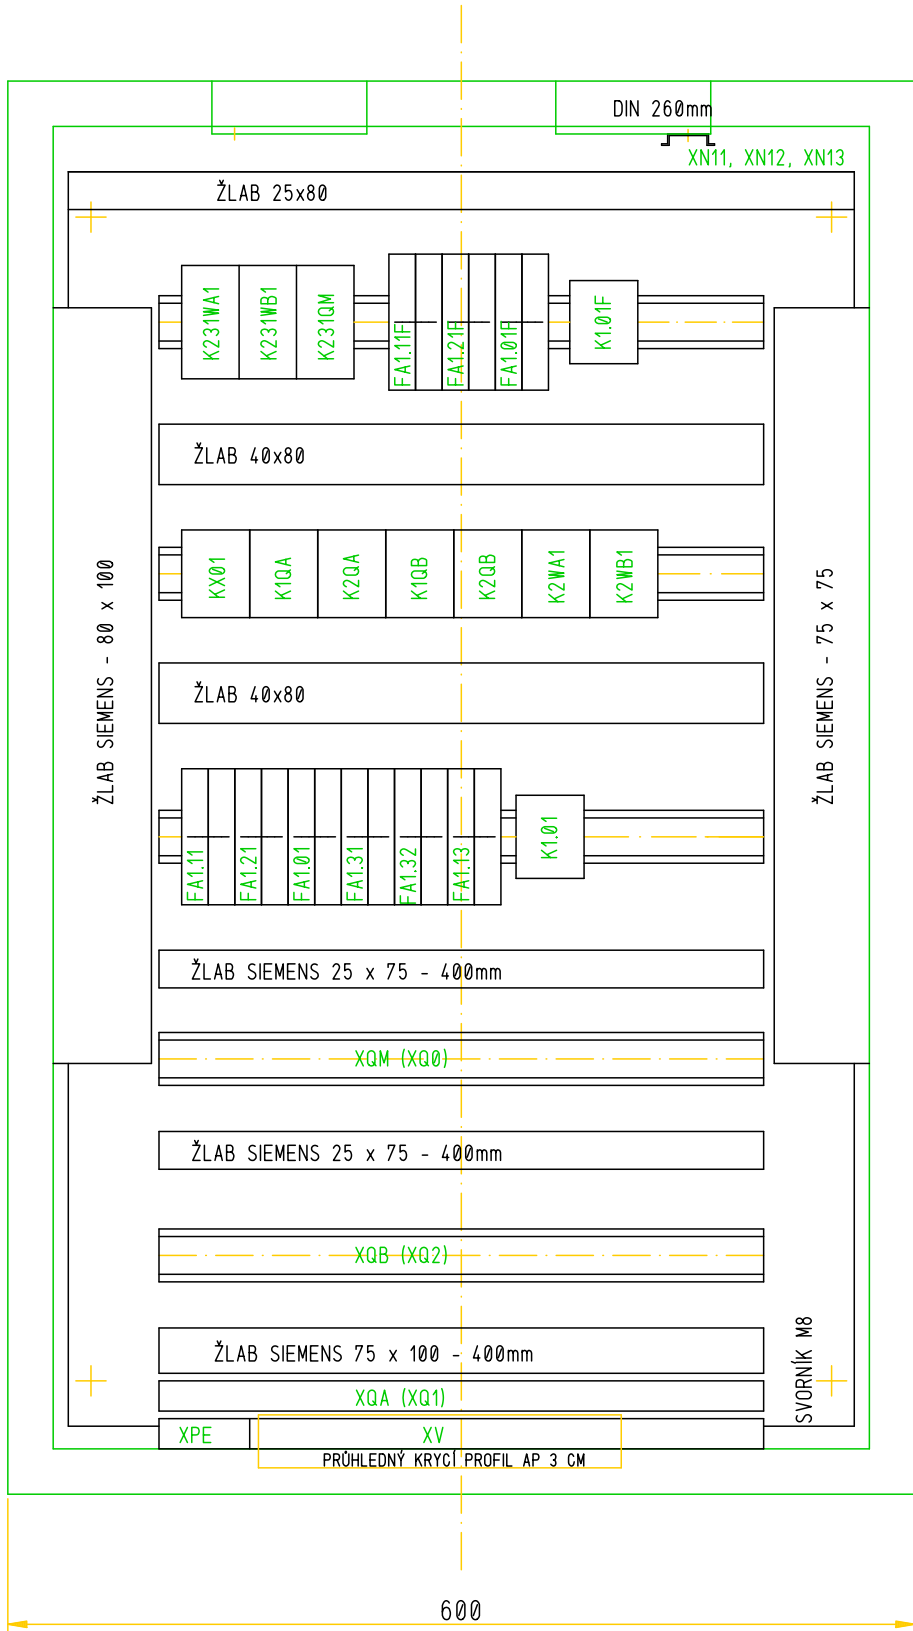 DIN 260mm
XN11, XN12, XN13
ŽLAB 25x80
K231WA1
K231WB1
K231QM
FA1.11F
FA1.21F
FA1.01F
K1.01F
ŽLAB 40x80
KX01
K1QA
K2QA
K1QB
K2QB
K2WA1
K2WB1
ŽLAB SIEMENS - 80 x 100
ŽLAB SIEMENS - 75 x 75
ŽLAB 40x80
FA1.11
FA1.21
FA1.01
FA1.31
FA1.32
FA1.13
K1.01
ŽLAB SIEMENS 25 x 75 - 400mm
XQM (XQ0)
ŽLAB SIEMENS 25 x 75 - 400mm
XQB (XQ2)
ŽLAB SIEMENS 75 x 100 - 400mm
SVORNÍK M8
XQA (XQ1)
XPE
XV
PRŮHLEDNÝ KRYCÍ PROFIL AP 3 CM
600